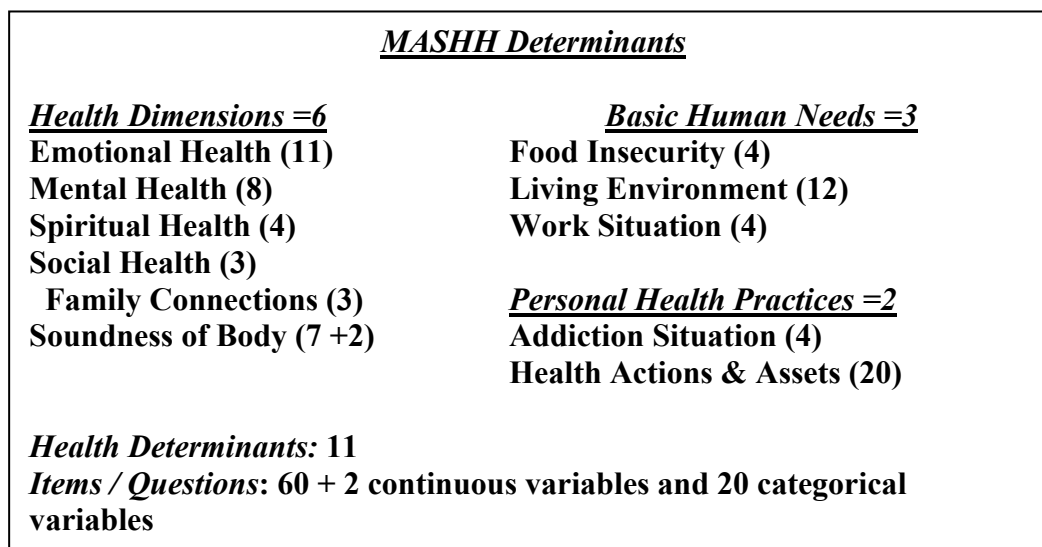 MASHH Determinants
Health Dimensions =6
Emotional Health (11)
Mental Health (8)
Spiritual Health (4)
Social Health (3)
Family Connections (3)
Soundness of Body (7 +2)
Basic Human Needs =3
Food Insecurity (4)
Living Environment (12)
Work Situation (4)
Personal Health Practices =2
Addiction Situation (4)
Health Actions & Assets (20)
Health Determinants: 11
Items / Questions: 60 + 2 continuous variables and 20 categorical
variables